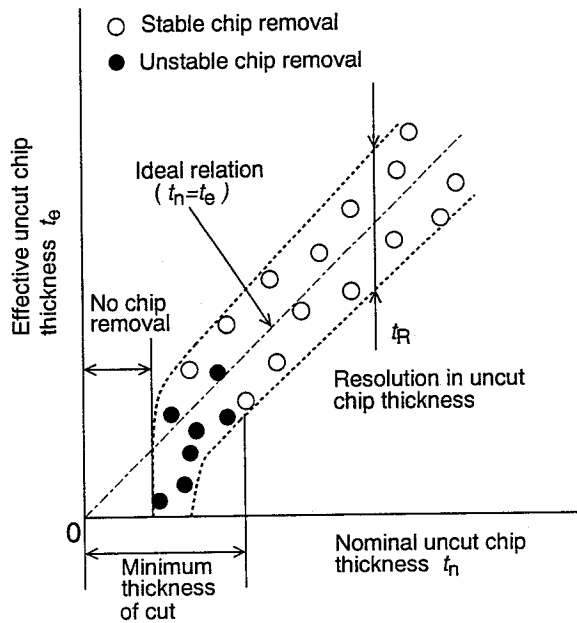 Stable chip removal
Unstable chip removal
Effective uncut chip
thickness tₑ
Ideal relation
( tₙ=tₑ)
No chip
removal
t_R
Resolution in uncut
chip thickness
0
Nominal uncut chip
thickness tₙ
Minimum
thickness
of cut